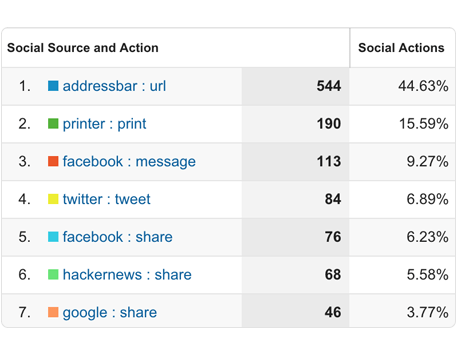 Social Source and Action Social Actions
1. addressbar : url 544 44.63%
2. printer : print 190 15.59%
3. facebook : message 113 9.27%
4. twitter : tweet 84 6.89%
5. facebook : share 76 6.23%
6. hackernews : share 68 5.58%
7. google : share 46 3.77%